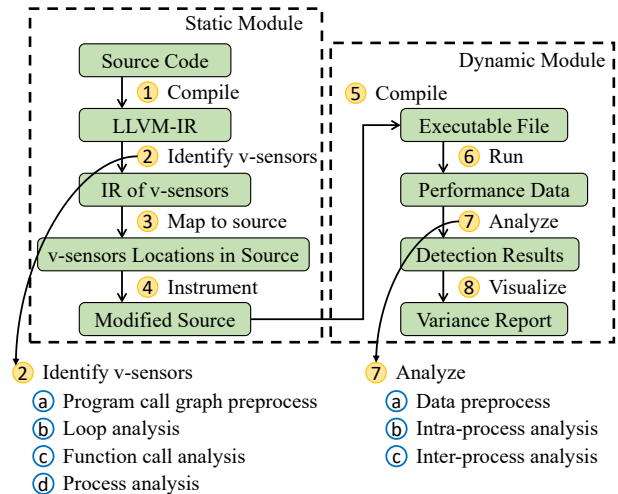 Static Module
Source Code
1 Compile
LLVM-IR
2 Identify v-sensors
IR of v-sensors
3 Map to source
v-sensors Locations in Source
4 Instrument
Modified Source
Dynamic Module
5 Compile
Executable File
6 Run
Performance Data
7 Analyze
Detection Results
8 Visualize
Variance Report
2 Identify v-sensors
a Program call graph preprocess
b Loop analysis
c Function call analysis
d Process analysis
7 Analyze
a Data preprocess
b Intra-process analysis
c Inter-process analysis